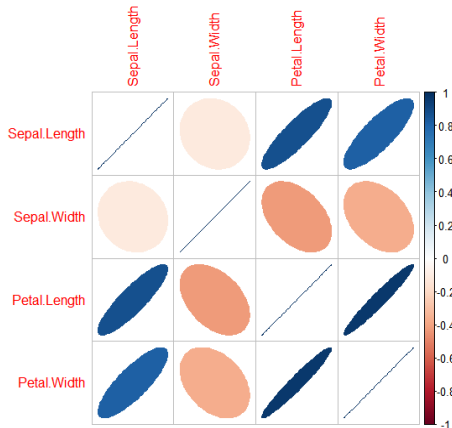 Sepal.Length
Sepal.Width
Petal.Length
Petal.Width
Sepal.Length
Sepal.Width
Petal.Length
Petal.Width
1
0.8
0.6
0.4
0.2
0
-0.2
-0.4
-0.6
-0.8
-1